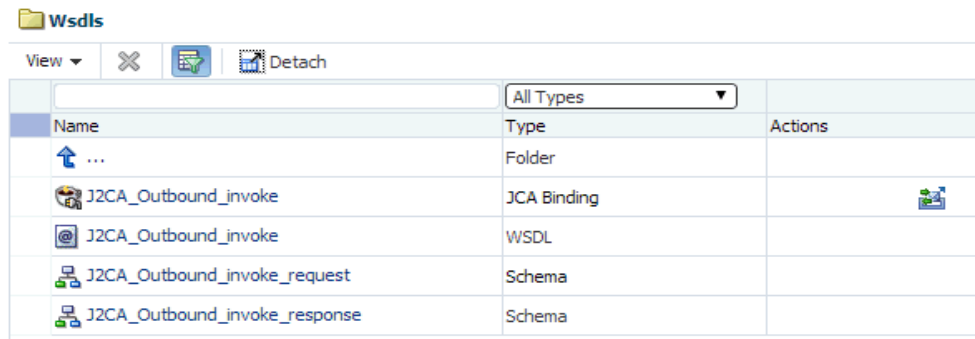 Wsdls
View Detach
All Types
Name Type Actions
... Folder
J2CA_Outbound_invoke JCA Binding
J2CA_Outbound_invoke WSDL
J2CA_Outbound_invoke_request Schema
J2CA_Outbound_invoke_response Schema